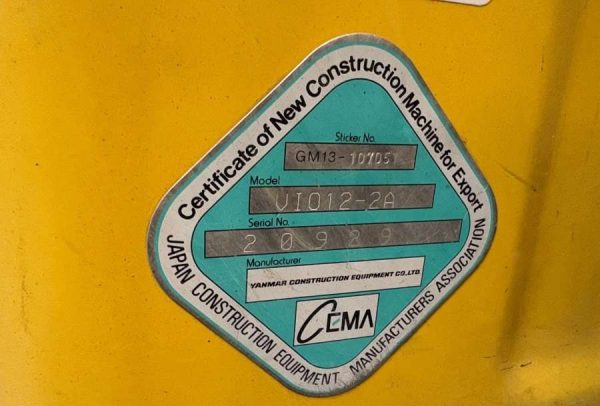 Certificate of New Construction Machine for Export
Sticker No.
GM13-10705
Model
VIO12-2A
Serial No.
20929
Manufacturer
YANMAR CONSTRUCTION EQUIPMENT CO.,LTD.
CEMA
JAPAN CONSTRUCTION EQUIPMENT MANUFACTURERS ASSOCIATION